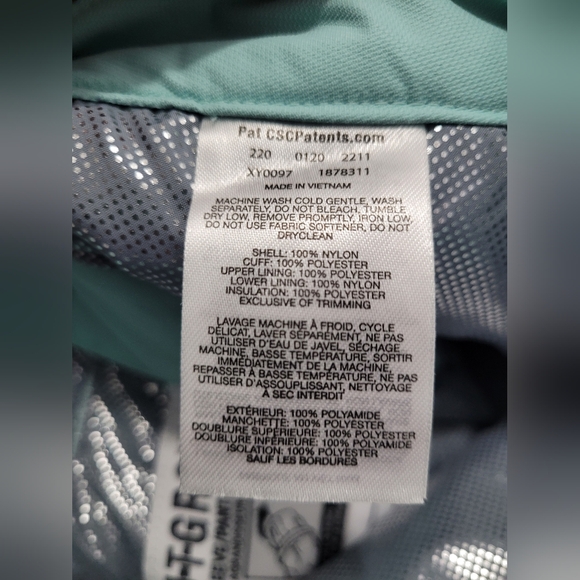 Pat CSCPatents.com
220 0120 2211
XY0097 1878311
MADE IN VIETNAM
MACHINE WASH COLD GENTLE, WASH
SEPARATELY, DO NOT BLEACH, TUMBLE
DRY LOW, REMOVE PROMPTLY, IRON LOW,
DO NOT USE FABRIC SOFTENER, DO NOT
DRYCLEAN
SHELL: 100% NYLON
CUFF: 100% POLYESTER
UPPER LINING: 100% POLYESTER
LOWER LINING: 100% NYLON
INSULATION: 100% POLYESTER
EXCLUSIVE OF TRIMMING
LAVAGE MACHINE À FROID, CYCLE
DÉLICAT, LAVER SÉPARÉMENT, NE PAS
UTILISER D'EAU DE JAVEL, SÉCHAGE
MACHINE, BASSE TEMPÉRATURE, SORTIR
IMMÉDIATEMENT DE LA MACHINE,
REPASSER À BASSE TEMPÉRATURE, NE PAS
UTILISER D'ASSOUPLISSANT, NETTOYAGE
À SEC INTERDIT
EXTÉRIEUR: 100% POLYAMIDE
MANCHETTE: 100% POLYESTER
DOUBLURE SUPÉRIEURE: 100% POLYESTER
DOUBLURE INFÉRIEURE: 100% POLYAMIDE
ISOLATION: 100% POLYESTER
SAUF LES BORDURES